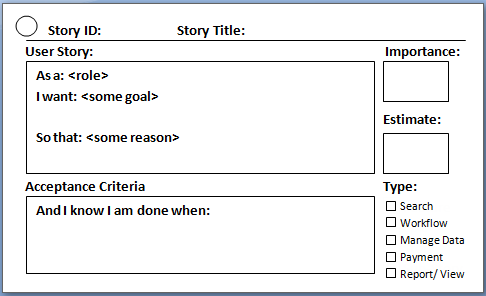 Story ID: Story Title:
User Story:
As a: <role>
I want: <some goal>
So that: <some reason>
Importance:
Estimate:
Acceptance Criteria
And I know I am done when:
Type:
Search
Workflow
Manage Data
Payment
Report/ View